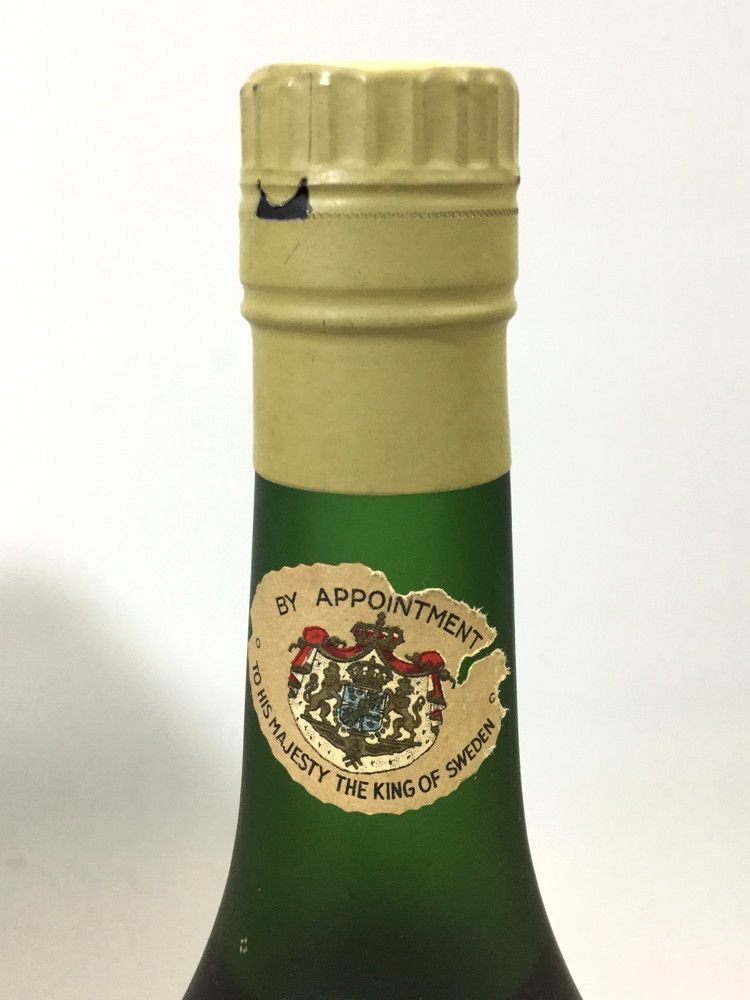 BY APPOINTMENT
TO HIS MAJESTY THE KING OF SWEDEN